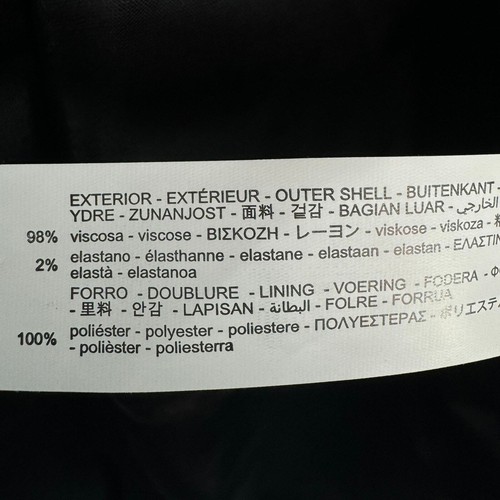 EXTERIOR - EXTÉRIEUR - OUTER SHELL - BUITENKANT -
YDRE - ZUNANJOST - 面料 - 겉감 - BAGIAN LUAR - الخارجي -
98% viscosa - viscose - ΒΙΣΚΟΖΗ - レーヨン - viskose - viskoza -
2% elastano - élasthanne - elastane - elastaan - elastan - ΕΛΑΣΤΙΝ
elastà - elastanoa
FORRO - DOUBLURE - LINING - VOERING - FODERA -
- 里料 - 안감 - LAPISAN - البطانة - FOLRE - FORRUA
100% poliéster - polyester - poliestere - ΠΟΛΥΕΣΤΕΡΑΣ - ポリエステ
- polièster - poliesterra